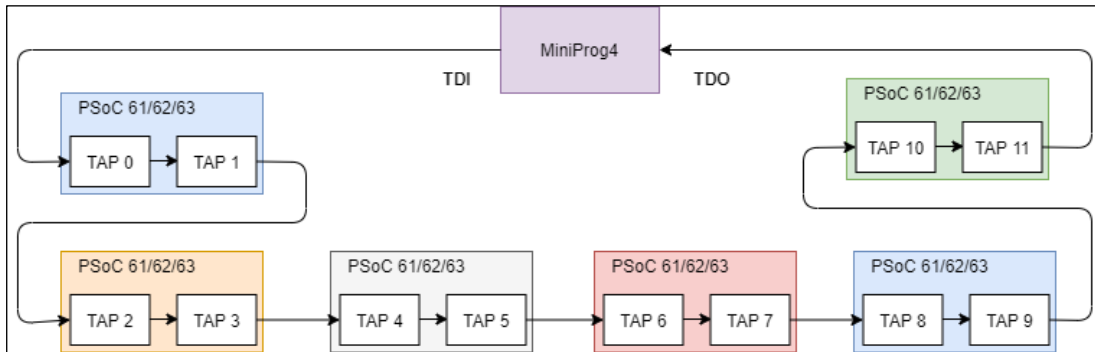 MiniProg4
TDI
TDO
PSoC 61/62/63
TAP 0
TAP 1
PSoC 61/62/63
TAP 2
TAP 3
PSoC 61/62/63
TAP 4
TAP 5
PSoC 61/62/63
TAP 6
TAP 7
PSoC 61/62/63
TAP 8
TAP 9
PSoC 61/62/63
TAP 10
TAP 11